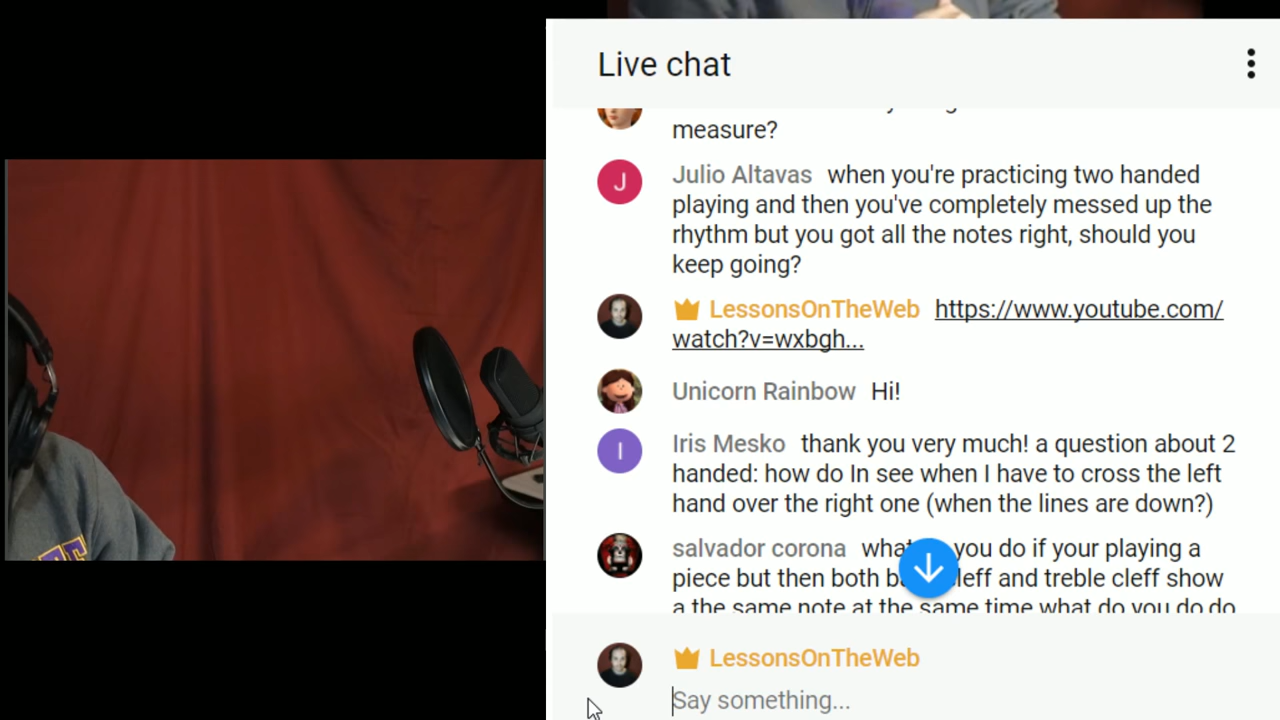 Live chat
measure?
J
Julio Altavas when you're practicing two handed
playing and then you've completely messed up the
rhythm but you got all the notes right, should you
keep going?
LessonsOnTheWeb https://www.youtube.com/
watch?v=wxbgh...
Unicorn Rainbow Hi!
I
Iris Mesko thank you very much! a question about 2
handed: how do In see when I have to cross the left
hand over the right one (when the lines are down?)
salvador corona you do if your playing a
piece but then both cleff and treble cleff show
a the same note at the same time what do you do do
LessonsOnTheWeb
Say something...